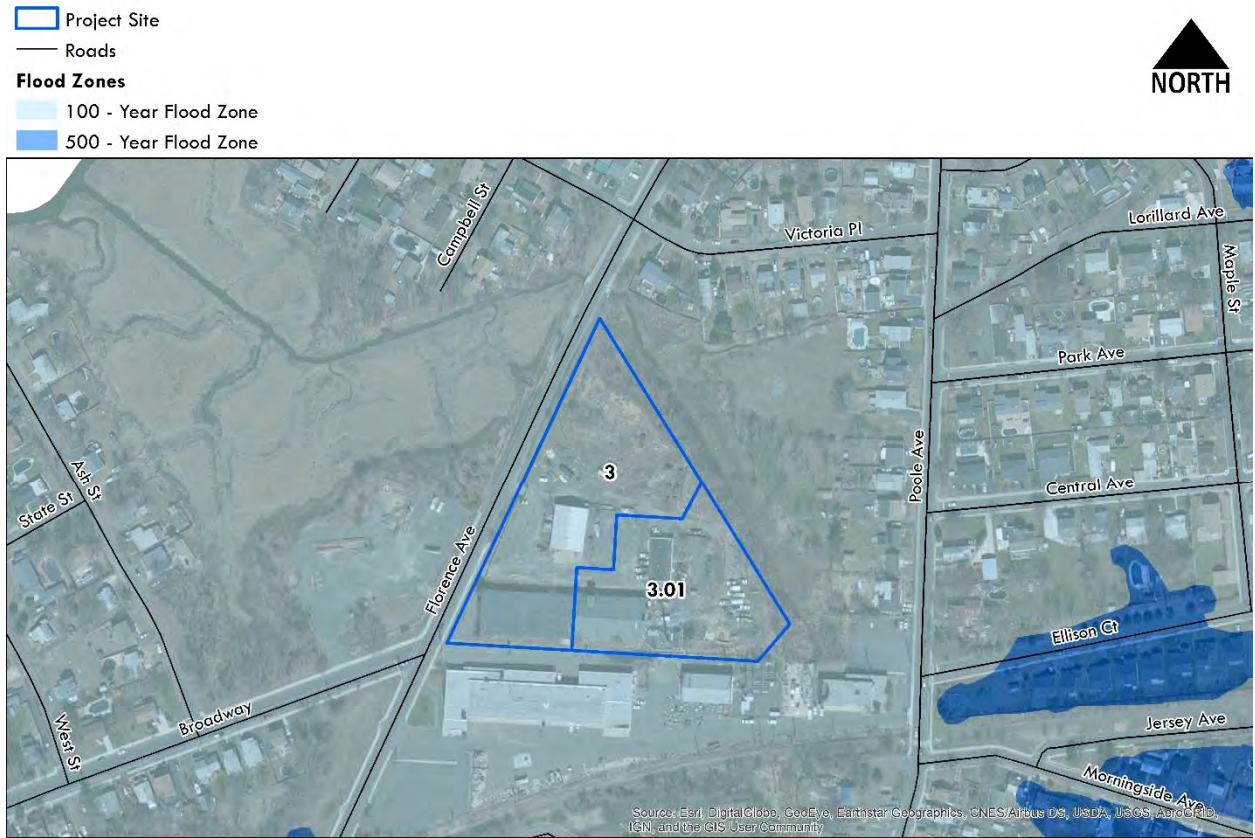 Project Site
Roads
Flood Zones
100 - Year Flood Zone
500 - Year Flood Zone
NORTH
Campbell St
Victoria Pl
Lorillard Ave
Maple St
Park Ave
Ash St
State St
3
Poole Ave
Central Ave
Florence Ave
3.01
Ellison Ct
Broadway
West St
Jersey Ave
Morningside Ave
Source: Esri, DigitalGlobe, GeoEye, Earthstar Geographics, CNES/Airbus DS, USDA, USGS, AeroGRID,
IGN, and the GIS User Community